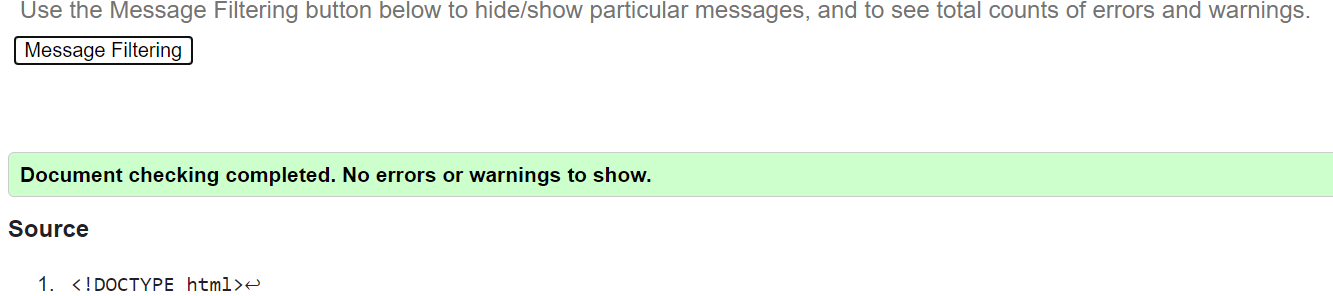 Use the Message Filtering button below to hide/show particular messages, and to see total counts of errors and warnings.
Message Filtering
Document checking completed. No errors or warnings to show.
Source
1. <!DOCTYPE html>↩